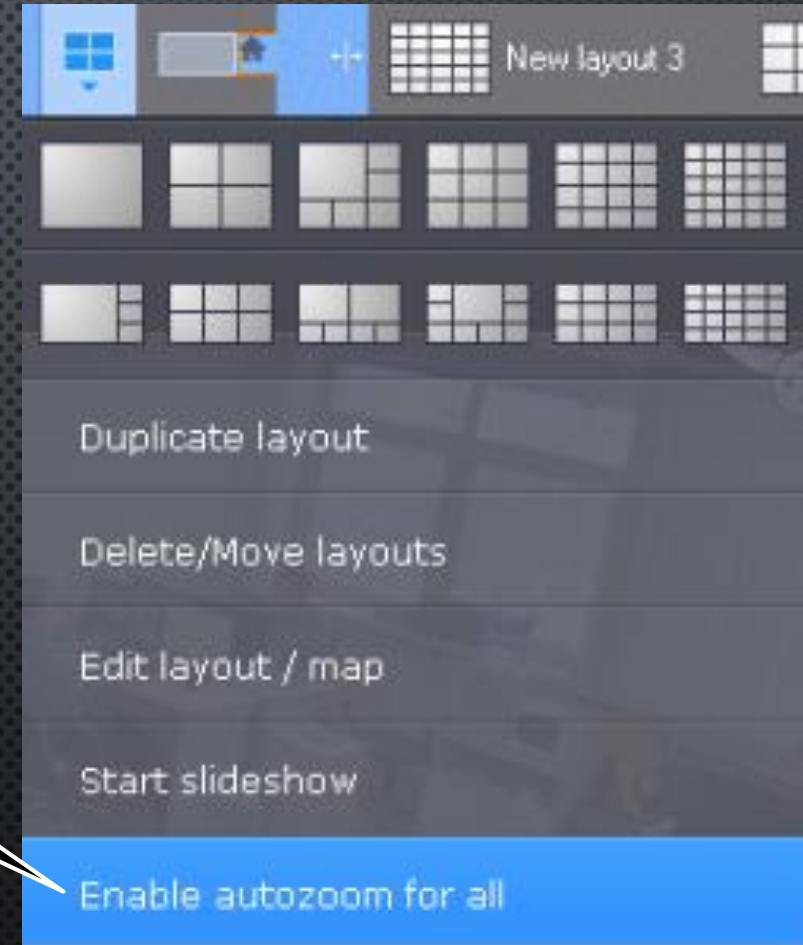 New layout 3
Duplicate layout
Delete/Move layouts
Edit layout / map
Start slideshow
Enable autozoom for all